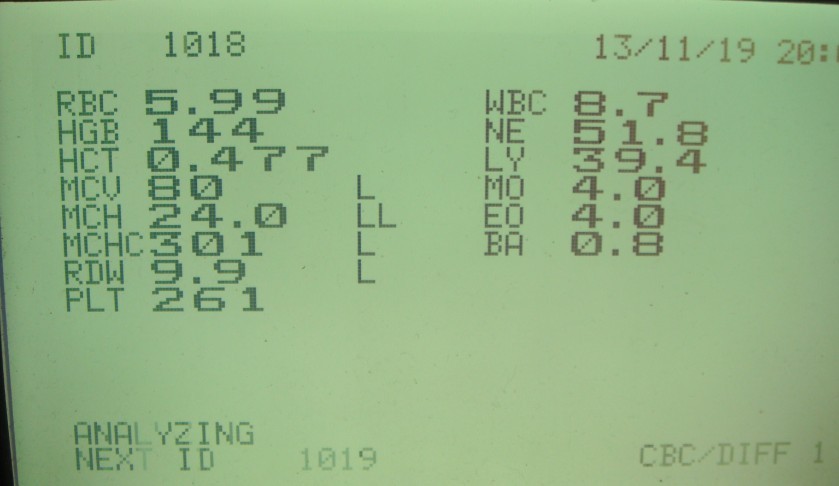 ID 1018 13/11/19 20:
RBC 5.99 WBC 8.7
HGB 144 NE 51.8
HCT 0.477 LY 39.4
MCV 80 L MO 4.0
MCH 24.0 LL EO 4.0
MCHC 301 L BA 0.8
RDW 9.9 L
PLT 261
ANALYZING
NEXT ID 1019 CBC/DIFF 1